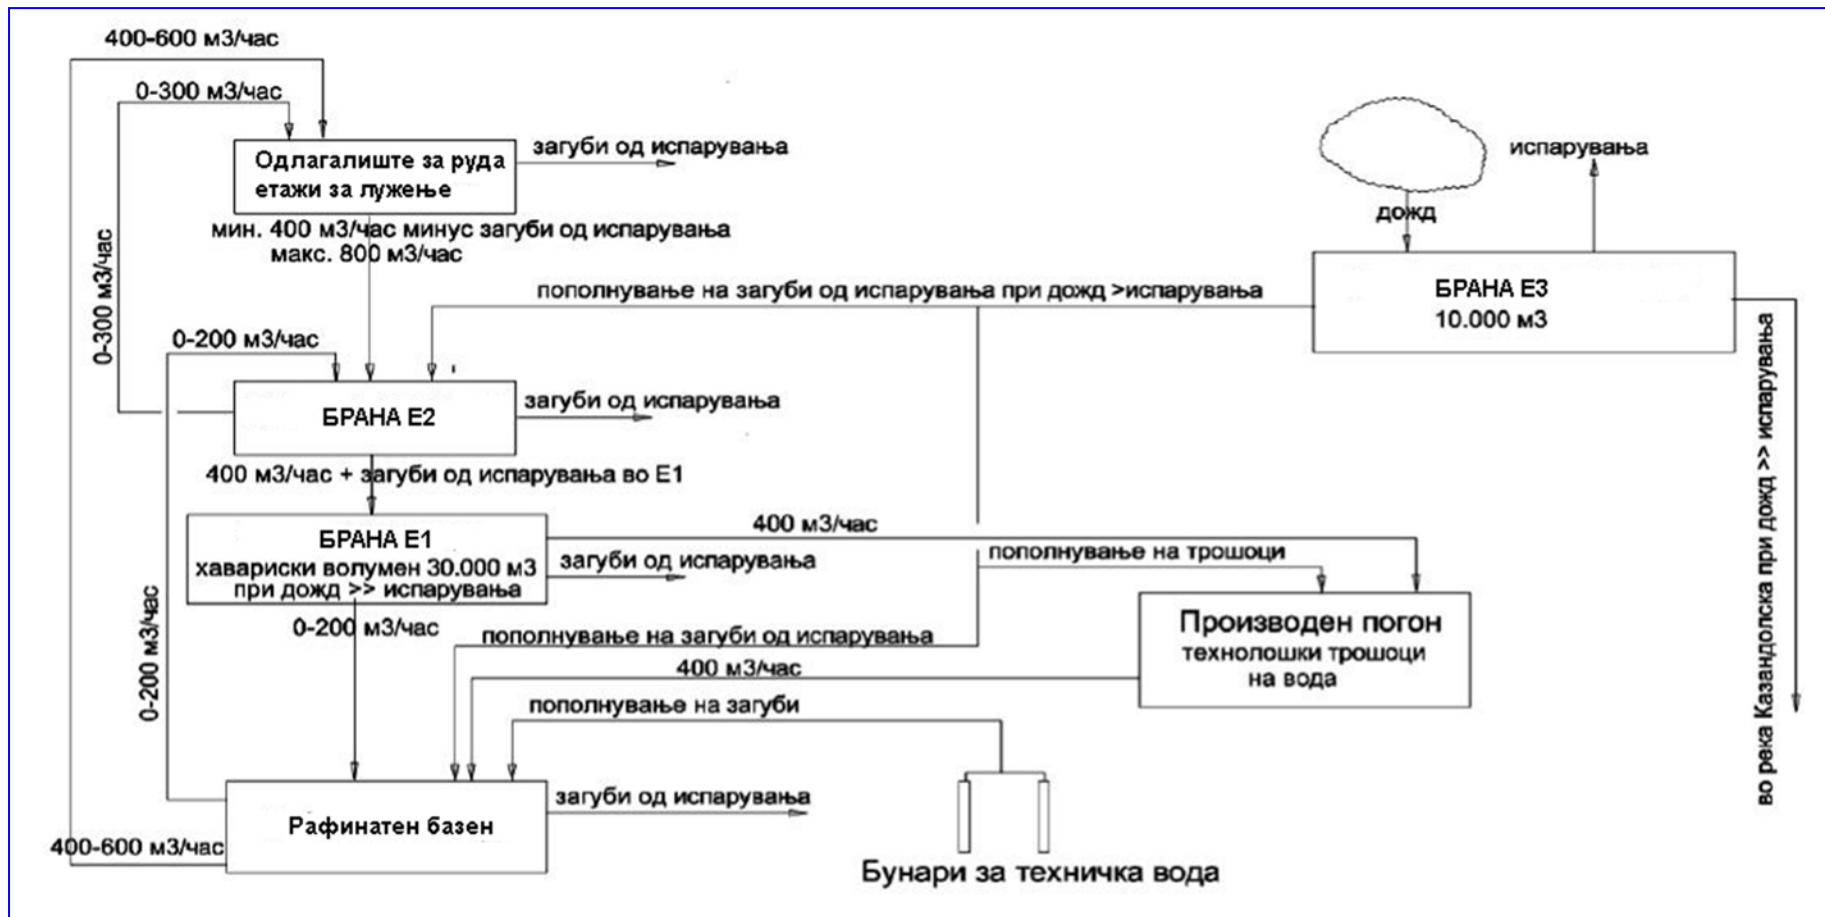 400-600 м3/час
0-300 м3/час
Одлагалиште за руда
етажи за лужење
загуби од испарувања
испарувања
дожд
мин. 400 м3/час минус загуби од испарувања
макс. 800 м3/час
0-300 м3/час
пополнување на загуби од испарувања при дожд >испарувања
БРАНА Е3
10.000 м3
во река Казандолска при дожд >> испарувања
0-200 м3/час
БРАНА Е2
загуби од испарувања
400 м3/час + загуби од испарувања во Е1
БРАНА Е1
хавариски волумен 30.000 м3
при дожд >> испарувања
400 м3/час
загуби од испарувања
пополнување на трошоци
0-200 м3/час
0-200 м3/час
пополнување на загуби од испарувања
400 м3/час
Производен погон
технолошки трошоци
на вода
пополнување на загуби
Рафинатен базен
загуби од испарувања
400-600 м3/час
Бунари за техничка вода